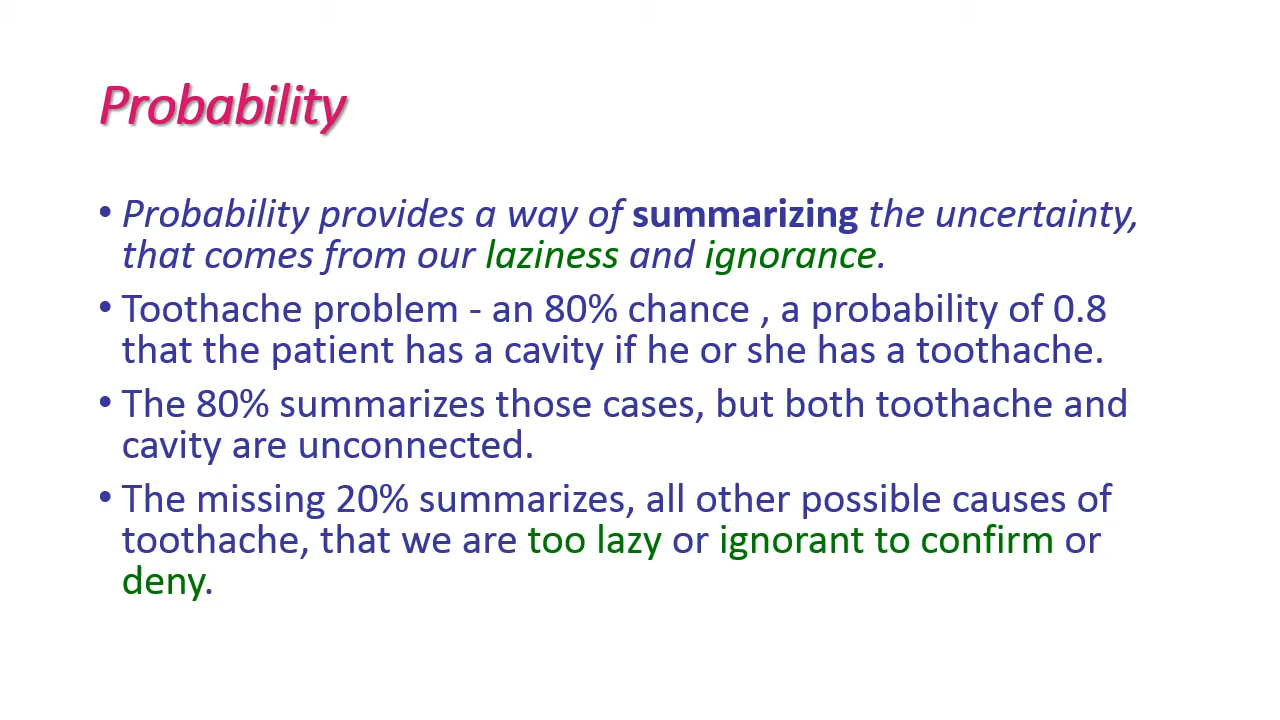 Probability
• Probability provides a way of summarizing the uncertainty,
that comes from our laziness and ignorance.
• Toothache problem - an 80% chance , a probability of 0.8
that the patient has a cavity if he or she has a toothache.
• The 80% summarizes those cases, but both toothache and
cavity are unconnected.
• The missing 20% summarizes, all other possible causes of
toothache, that we are too lazy or ignorant to confirm or
deny.